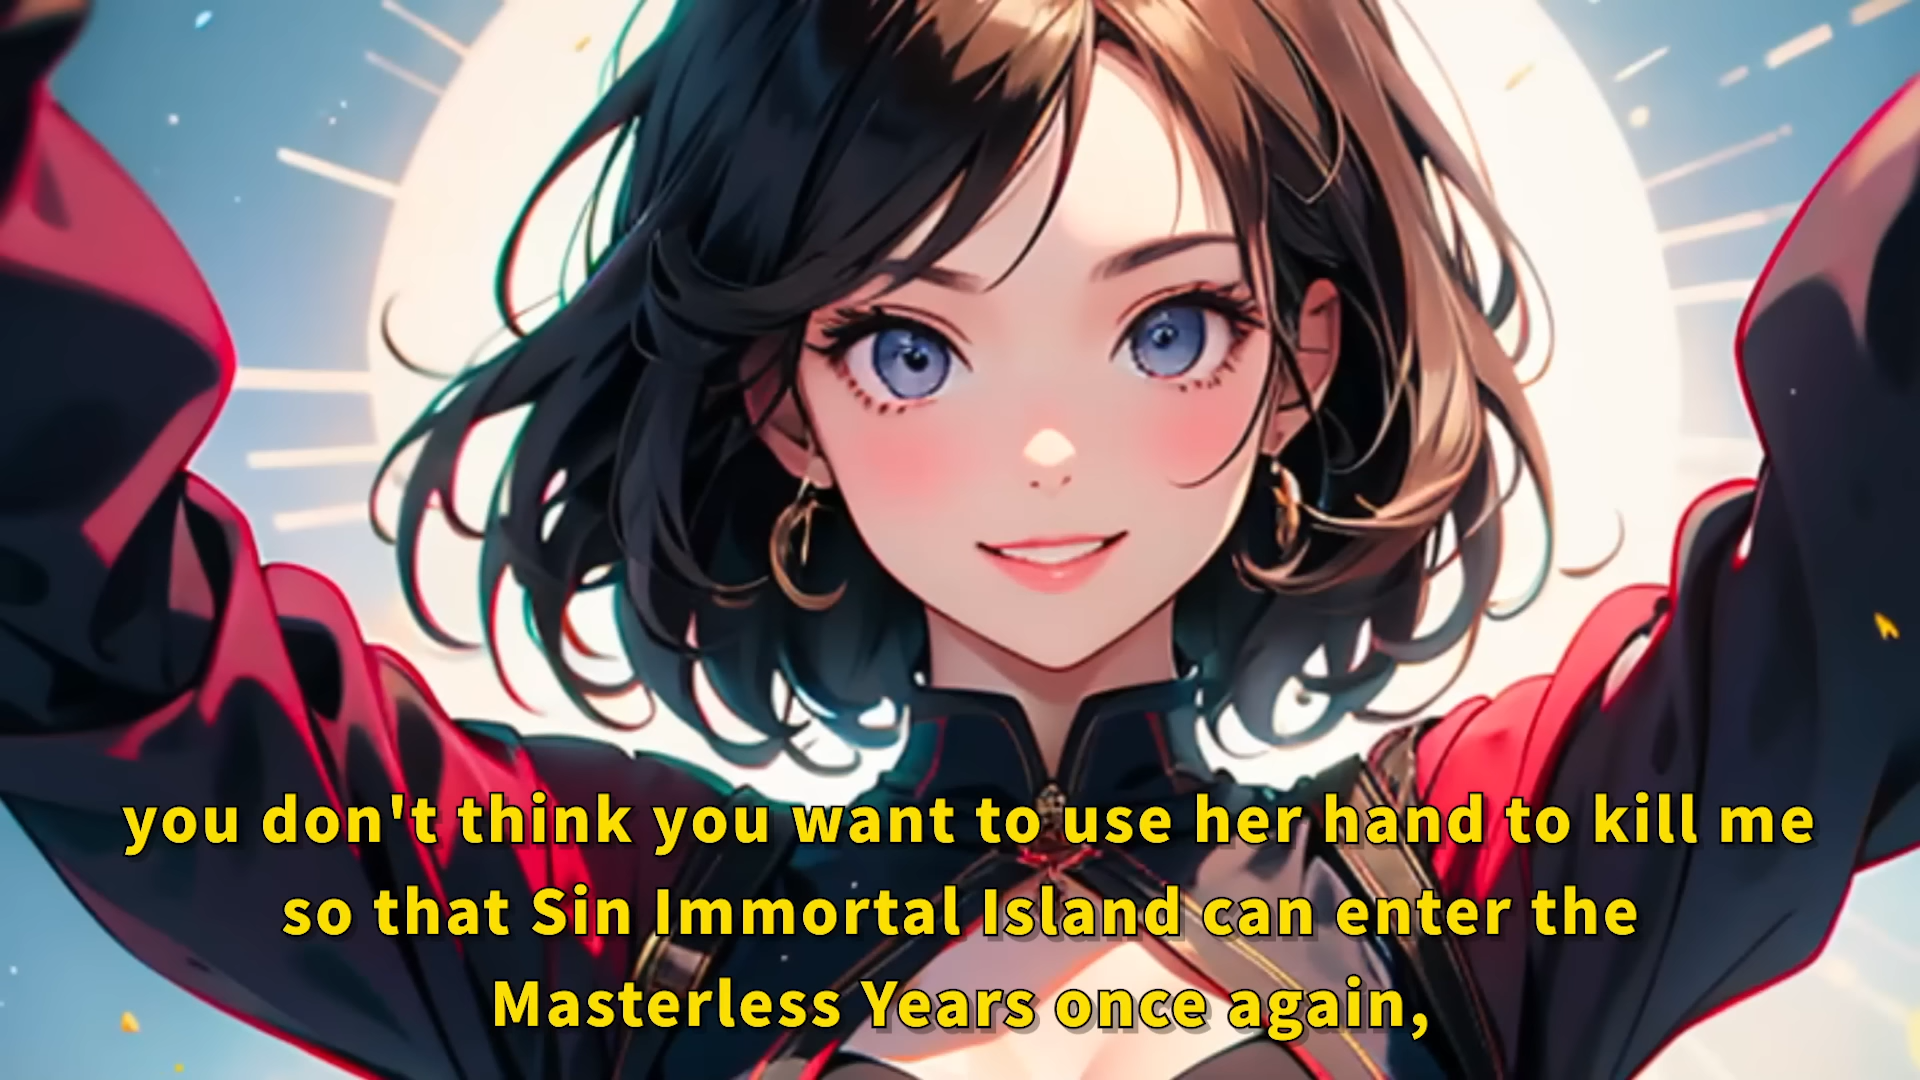 you don't think you want to use her hand to kill me
so that Sin Immortal Island can enter the
Masterless Years once again,